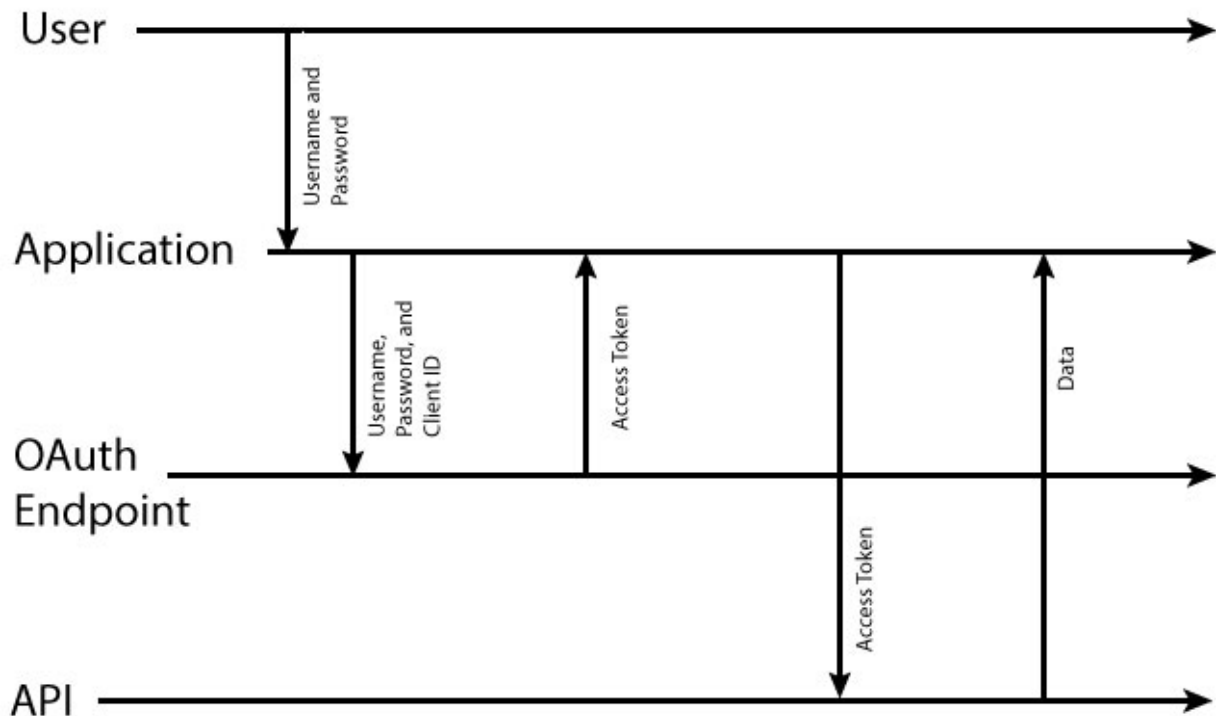 User
Username and
Password
Application
Username,
Password, and
Client ID
Access Token
Data
OAuth
Endpoint
Access Token
API